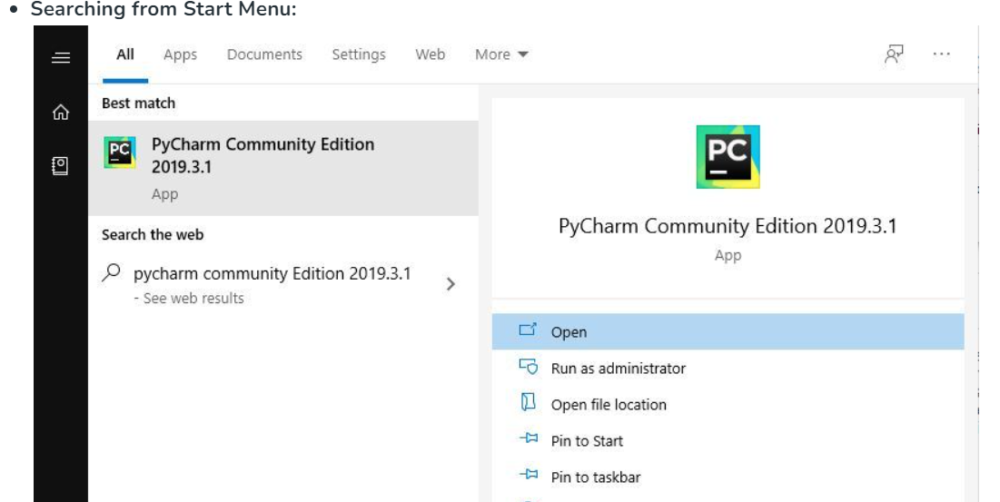 Searching from Start Menu:
All Apps Documents Settings Web More
Best match
PC
PyCharm Community Edition
2019.3.1
App
Search the web
pycharm community Edition 2019.3.1
- See web results
PC
PyCharm Community Edition 2019.3.1
App
Open
Run as administrator
Open file location
Pin to Start
Pin to taskbar